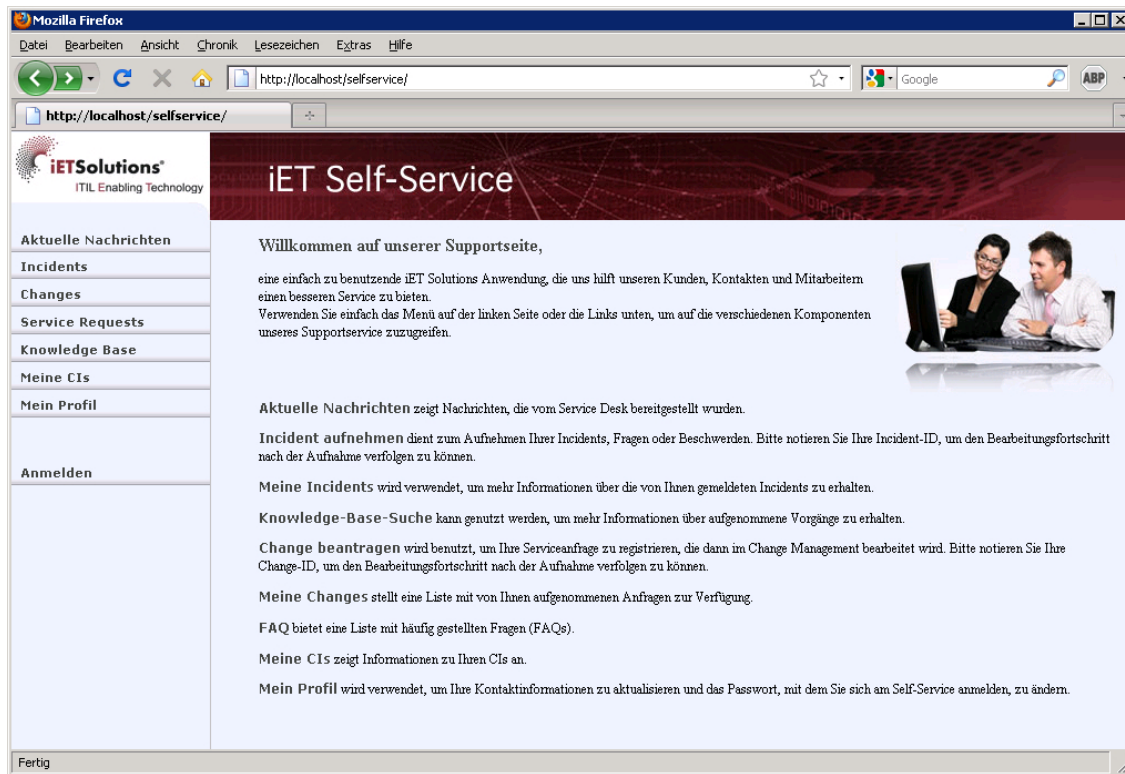 Mozilla Firefox
Datei Bearbeiten Ansicht Chronik Lesezeichen Extras Hilfe
http://localhost/selfservice/
Google
ABP
http://localhost/selfservice/
iETSolutions®
ITIL Enabling Technology
iET Self-Service
Aktuelle Nachrichten
Incidents
Changes
Service Requests
Knowledge Base
Meine CIs
Mein Profil
Anmelden
Willkommen auf unserer Supportseite,
eine einfach zu benutzende iET Solutions Anwendung, die uns hilft unseren Kunden, Kontakten und Mitarbeitern
einen besseren Service zu bieten.
Verwenden Sie einfach das Menü auf der linken Seite oder die Links unten, um auf die verschiedenen Komponenten
unseres Supportservice zuzugreifen.
Aktuelle Nachrichten zeigt Nachrichten, die vom Service Desk bereitgestellt wurden.
Incident aufnehmen dient zum Aufnehmen Ihrer Incidents, Fragen oder Beschwerden. Bitte notieren Sie Ihre Incident-ID, um den Bearbeitungsfortschritt
nach der Aufnahme verfolgen zu können.
Meine Incidents wird verwendet, um mehr Informationen über die von Ihnen gemeldeten Incidents zu erhalten.
Knowledge-Base-Suche kann genutzt werden, um mehr Informationen über aufgenommene Vorgänge zu erhalten.
Change beantragen wird benutzt, um Ihre Serviceanfrage zu registrieren, die dann im Change Management bearbeitet wird. Bitte notieren Sie Ihre
Change-ID, um den Bearbeitungsfortschritt nach der Aufnahme verfolgen zu können.
Meine Changes stellt eine Liste mit von Ihnen aufgenommenen Anfragen zur Verfügung.
FAQ bietet eine Liste mit häufig gestellten Fragen (FAQs).
Meine CIs zeigt Informationen zu Ihren CIs an.
Mein Profil wird verwendet, um Ihre Kontaktinformationen zu aktualisieren und das Passwort, mit dem Sie sich am Self-Service anmelden, zu ändern.
Fertig